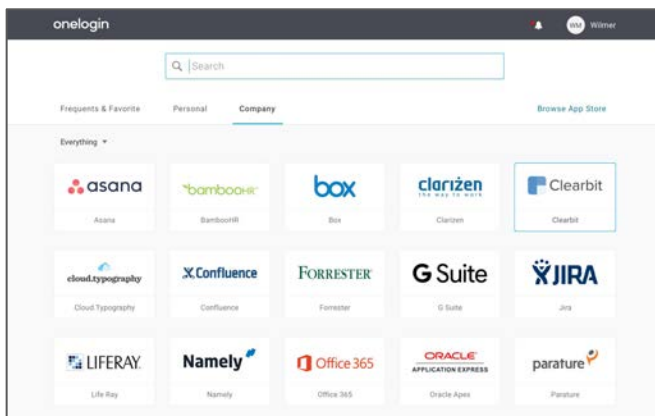 onelogin
WM Wilmer
Search
Frequents & Favorite Personal Company Browse App Store
Everything
asana bambooHR box clarizen Clearbit
the way to work
Asana BambooHR Box Clarizen Clearbit
cloud.typography Confluence FORRESTER G Suite JIRA
Cloud Typography Confluence Forrester G Suite Jira
LIFERAY. Namely Office 365 ORACLE parature
APPLICATION EXPRESS
Life Ray Namely Office 365 Oracle Apex Parature